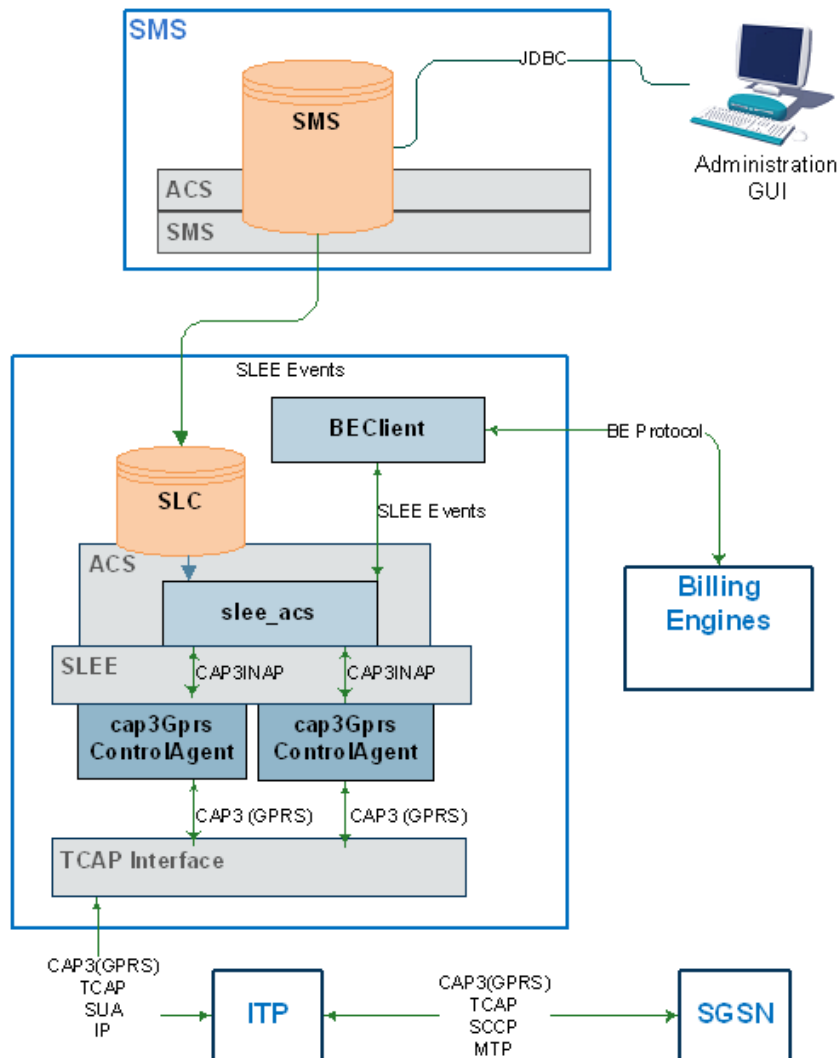 SMS
JDBC
SMS
Administration
GUI
ACS
SMS
SLEE Events
BEClient
BE Protocol
SLC
SLEE Events
ACS
Billing
Engines
slee_acs
SLEE
CAP3INAP
CAP3INAP
cap3Gprs
ControlAgent
cap3Gprs
ControlAgent
CAP3 (GPRS)
CAP3 (GPRS)
TCAP Interface
CAP3(GPRS)
TCAP
SUA
IP
ITP
CAP3(GPRS)
TCAP
SCCP
MTP
SGSN